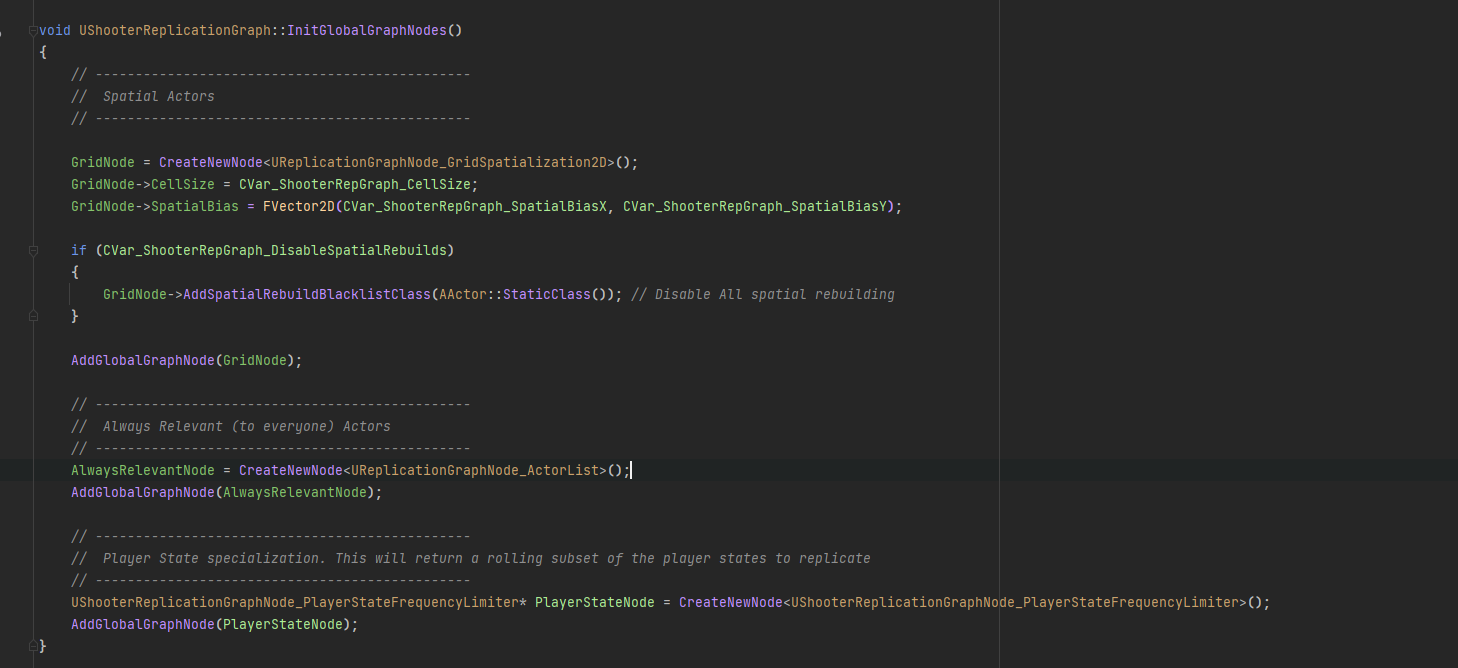 void UShooterReplicationGraph::InitGlobalGraphNodes()
{
// -----------------------------------------------
//  Spatial Actors
// -----------------------------------------------
GridNode = CreateNewNode<UReplicationGraphNode_GridSpatialization2D>();
GridNode->CellSize = CVar_ShooterRepGraph_CellSize;
GridNode->SpatialBias = FVector2D(CVar_ShooterRepGraph_SpatialBiasX, CVar_ShooterRepGraph_SpatialBiasY);
if (CVar_ShooterRepGraph_DisableSpatialRebuilds)
{
GridNode->AddSpatialRebuildBlacklistClass(AActor::StaticClass()); // Disable All spatial rebuilding
}
AddGlobalGraphNode(GridNode);
// -----------------------------------------------
//  Always Relevant (to everyone) Actors
// -----------------------------------------------
AlwaysRelevantNode = CreateNewNode<UReplicationGraphNode_ActorList>();
AddGlobalGraphNode(AlwaysRelevantNode);
// -----------------------------------------------
//  Player State specialization. This will return a rolling subset of the player states to replicate
// -----------------------------------------------
UShooterReplicationGraphNode_PlayerStateFrequencyLimiter* PlayerStateNode = CreateNewNode<UShooterReplicationGraphNode_PlayerStateFrequencyLimiter>();
AddGlobalGraphNode(PlayerStateNode);
}